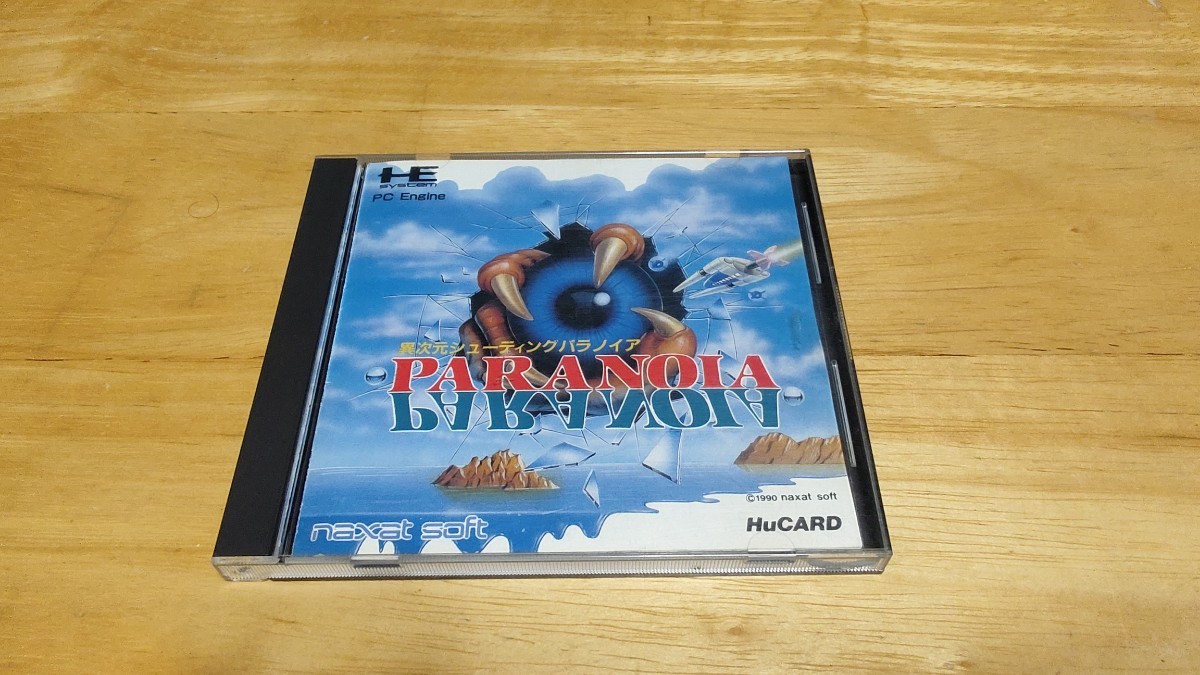 HE
system
PC Engine
異次元シューティングパラノイア
PARANOIA
PARANOIA
©1990 naxat soft
naxat soft
HuCARD